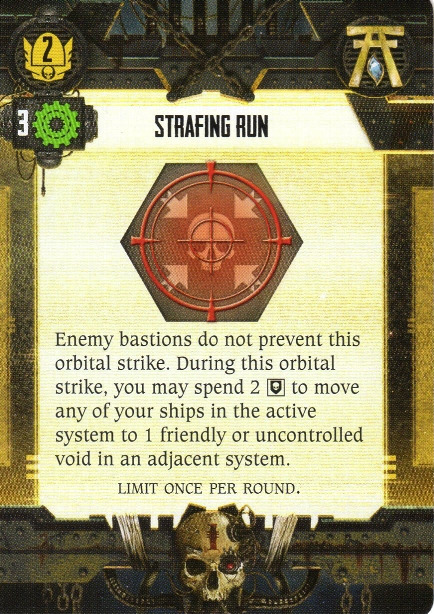 2
3
STRAFING RUN
Enemy bastions do not prevent this
orbital strike. During this orbital
strike, you may spend 2 to move
any of your ships in the active
system to 1 friendly or uncontrolled
void in an adjacent system.
LIMIT ONCE PER ROUND.